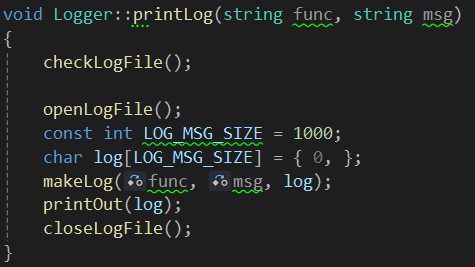 void Logger::printLog(string func, string msg)
{
    checkLogFile();

    openLogFile();
    const int LOG_MSG_SIZE = 1000;
    char log[LOG_MSG_SIZE] = { 0, };
    makeLog(func, msg, log);
    printOut(log);
    closeLogFile();
}